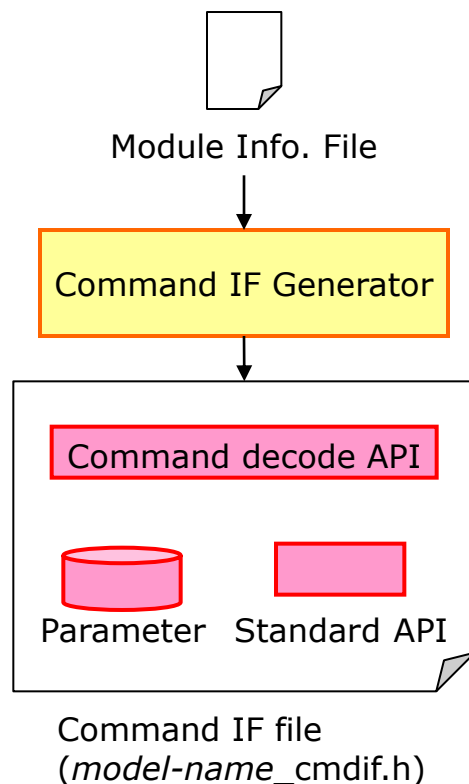 Module Info. File
Command IF Generator
Command decode API
Parameter Standard API
Command IF file
(model-name_cmdif.h)